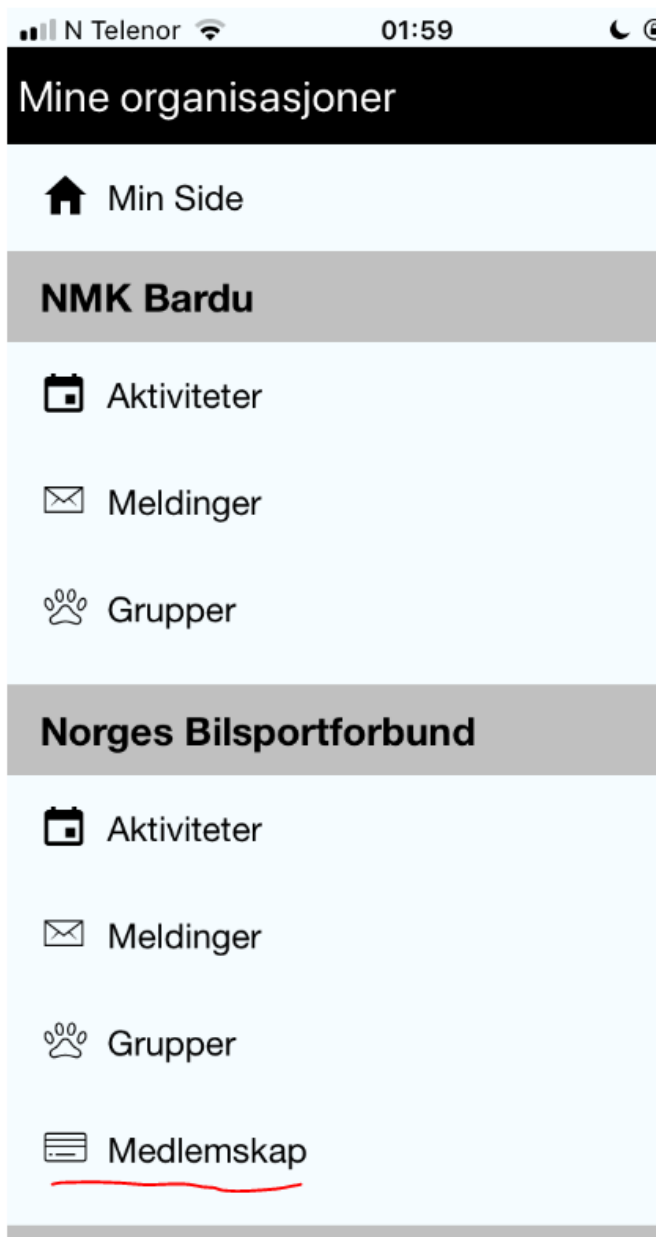 N Telenor 01:59
Mine organisasjoner
Min Side
NMK Bardu
Aktiviteter
Meldinger
Grupper
Norges Bilsportforbund
Aktiviteter
Meldinger
Grupper
Medlemskap